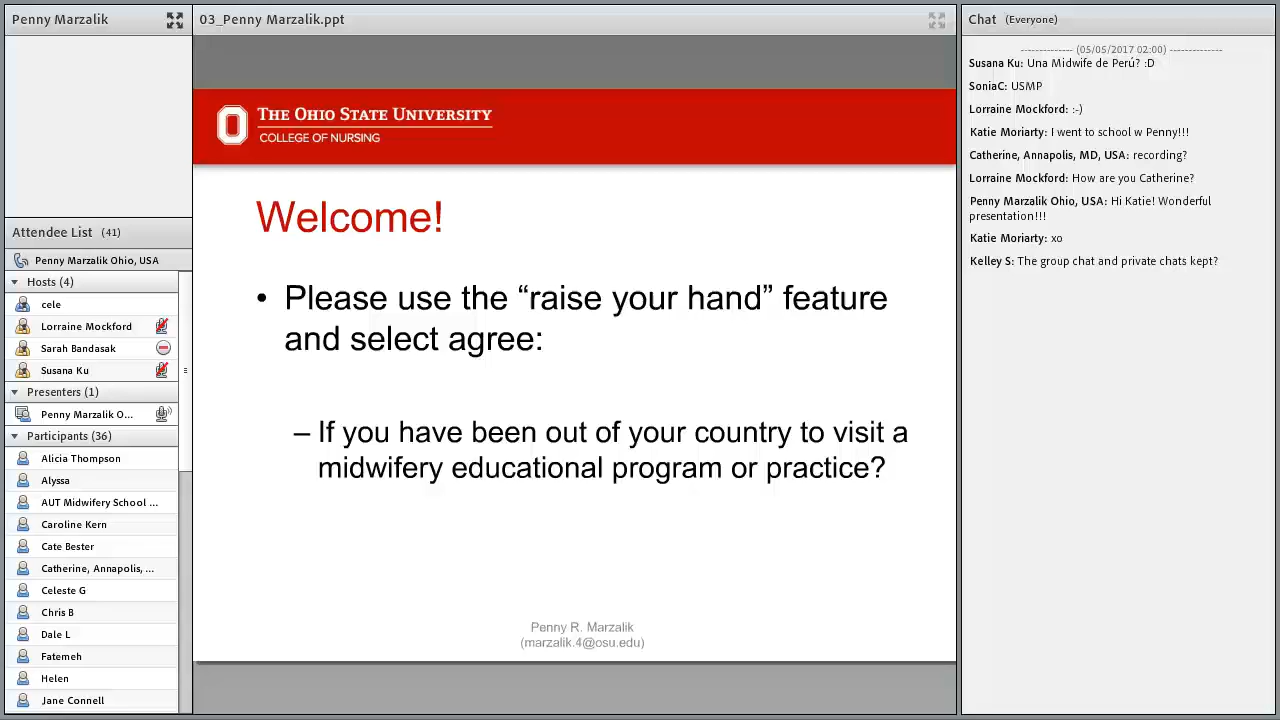 Penny Marzalik
Attendee List (41)
Penny Marzalik Ohio, USA
Hosts (4)
cele
Lorraine Mockford
Sarah Bandasak
Susana Ku
Presenters (1)
Penny Marzalik O...
Participants (36)
Alicia Thompson
Alyssa
AUT Midwifery School ...
Caroline Kern
Cate Bester
Catherine, Annapolis, ...
Celeste G
Chris B
Dale L
Fatemeh
Helen
Jane Connell
03_Penny Marzalik.ppt
O
THE OHIO STATE UNIVERSITY
COLLEGE OF NURSING
Welcome!
• Please use the “raise your hand” feature
and select agree:
– If you have been out of your country to visit a
midwifery educational program or practice?
Penny R. Marzalik
(marzalik.4@osu.edu)
Chat (Everyone)
-------------- (05/05/2017 02:00) --------------
Susana Ku: Una Midwife de Perú? :D
SoniaC: USMP
Lorraine Mockford: :-)
Katie Moriarty: I went to school w Penny!!!
Catherine, Annapolis, MD, USA: recording?
Lorraine Mockford: How are you Catherine?
Penny Marzalik Ohio, USA: Hi Katie! Wonderful
presentation!!!
Katie Moriarty: xo
Kelley S: The group chat and private chats kept?